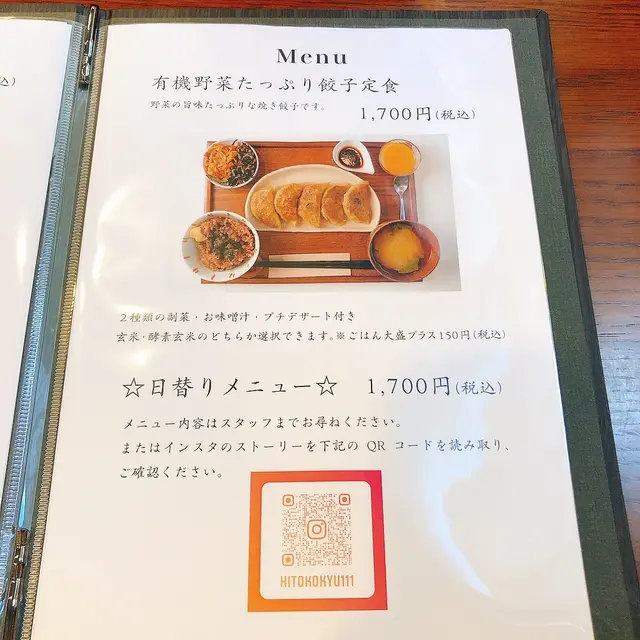 込)
Menu
有機野菜たっぷり餃子定食
野菜の旨味たっぷりな焼き餃子です。
1,700円(税込)
2種類の副菜・お味噌汁・プチデザート付き
玄米・酵素玄米のどちらか選択できます。※ごはん大盛プラス150円(税込)
☆日替りメニュー☆ 1,700円(税込)
メニュー内容はスタッフまでお尋ねください。
またはインスタのストーリーを下記の QR コードを読み取り、
ご確認ください。
HITOKOKYU111